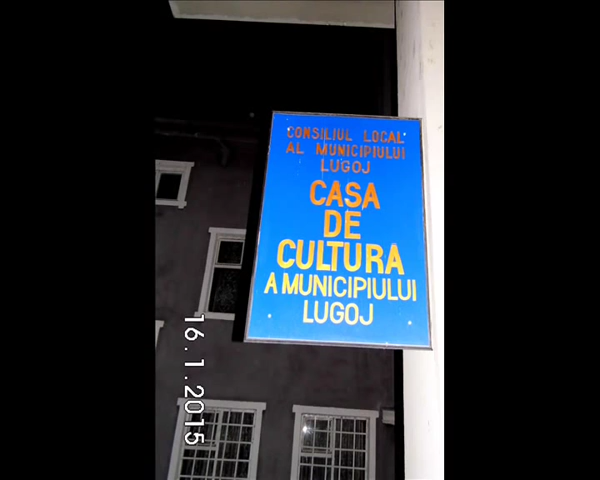 CONSILIUL LOCAL
AL MUNICIPIULUI
LUGOJ
CASA
DE
CULTURA
A MUNICIPIULUI
LUGOJ
16.1.2015